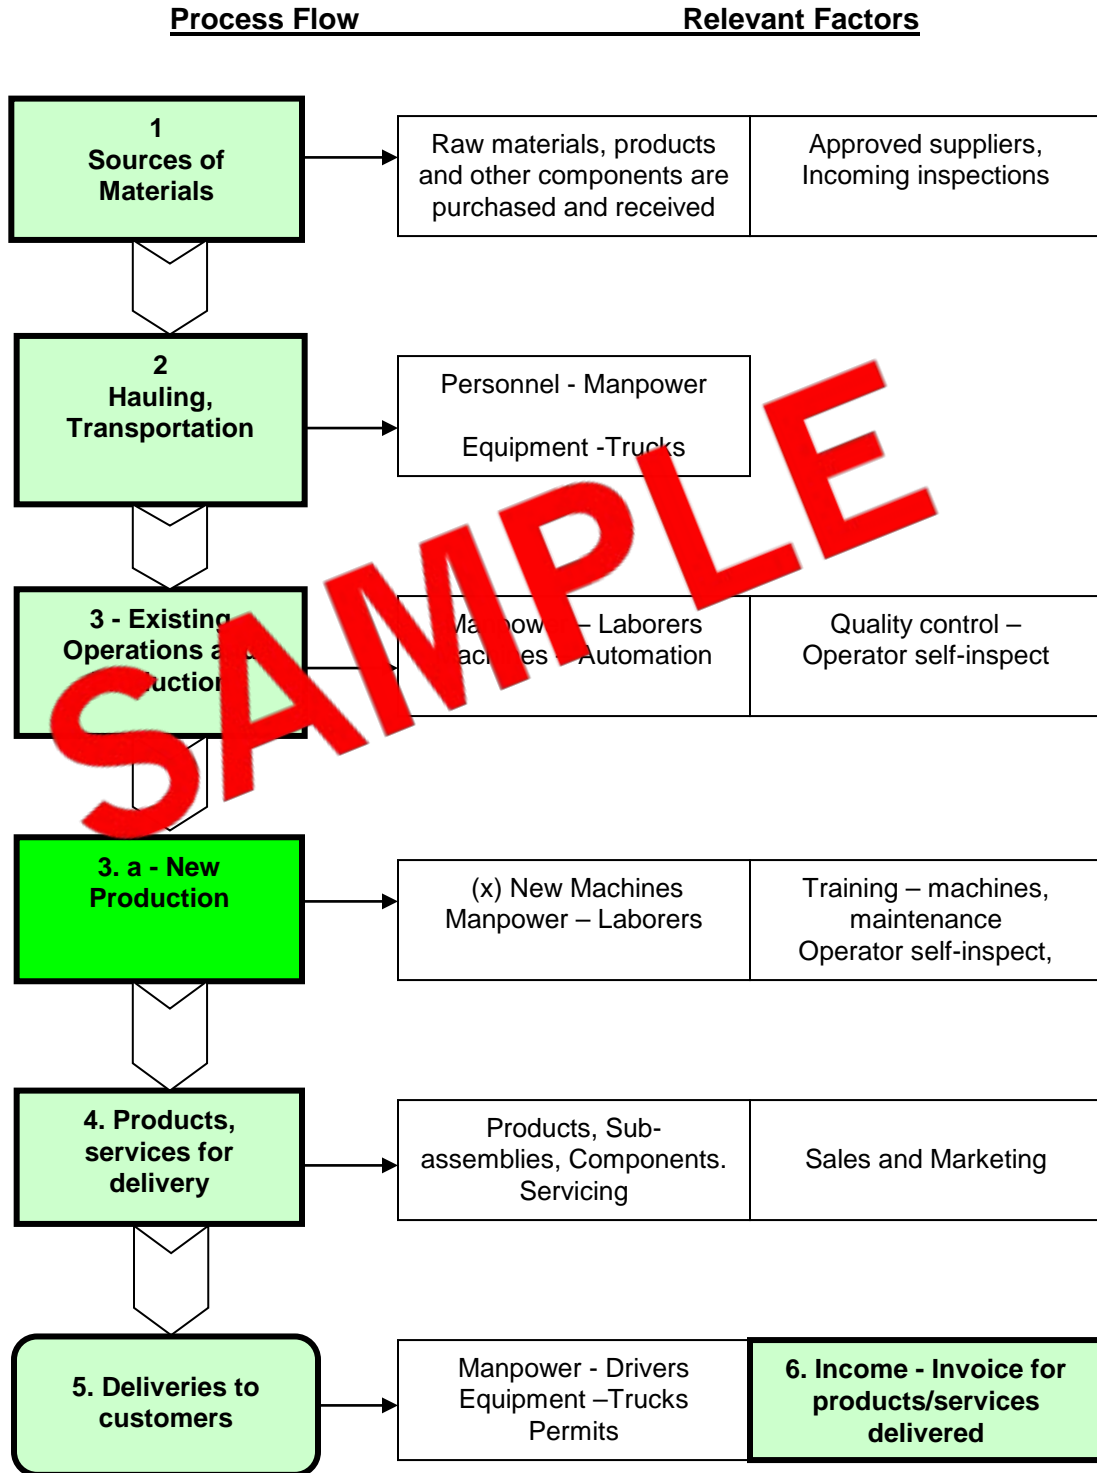 Process Flow Relevant Factors
1
Sources of
Materials
Raw materials, products
and other components are
purchased and received
Approved suppliers,
Incoming inspections
2
Hauling,
Transportation
Personnel - Manpower
Equipment -Trucks
SAMPLE
3 - Existing
Operations
Laborers
Automation
Quality control –
Operator self-inspect
3. a - New
Production
(x) New Machines
Manpower – Laborers
Training – machines,
maintenance
Operator self-inspect,
4. Products,
services for
delivery
Products, Sub-
assemblies, Components.
Servicing
Sales and Marketing
5. Deliveries to
customers
Manpower - Drivers
Equipment –Trucks
Permits
6. Income - Invoice for
products/services
delivered